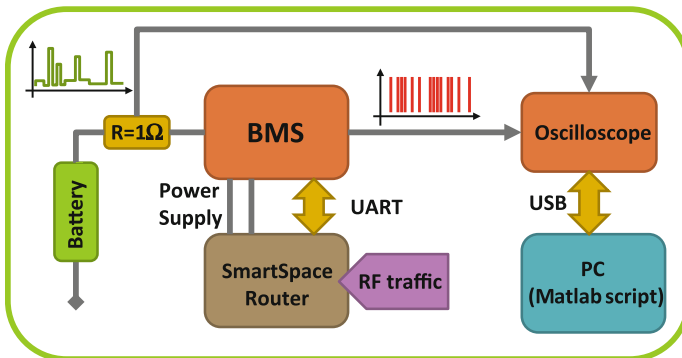 R=1Ω
BMS
Oscilloscope
Battery
Power
Supply
UART
USB
SmartSpace
Router
RF traffic
PC
(Matlab script)